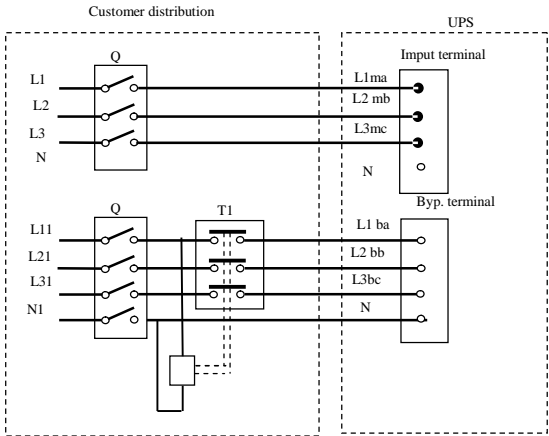 Customer distribution
UPS
Q
Imput terminal
L1
L1ma
L2
L2 mb
L3
L3mc
N
N
Byp. terminal
Q
T1
L11
L1 ba
L21
L2 bb
L31
L3bc
N1
N